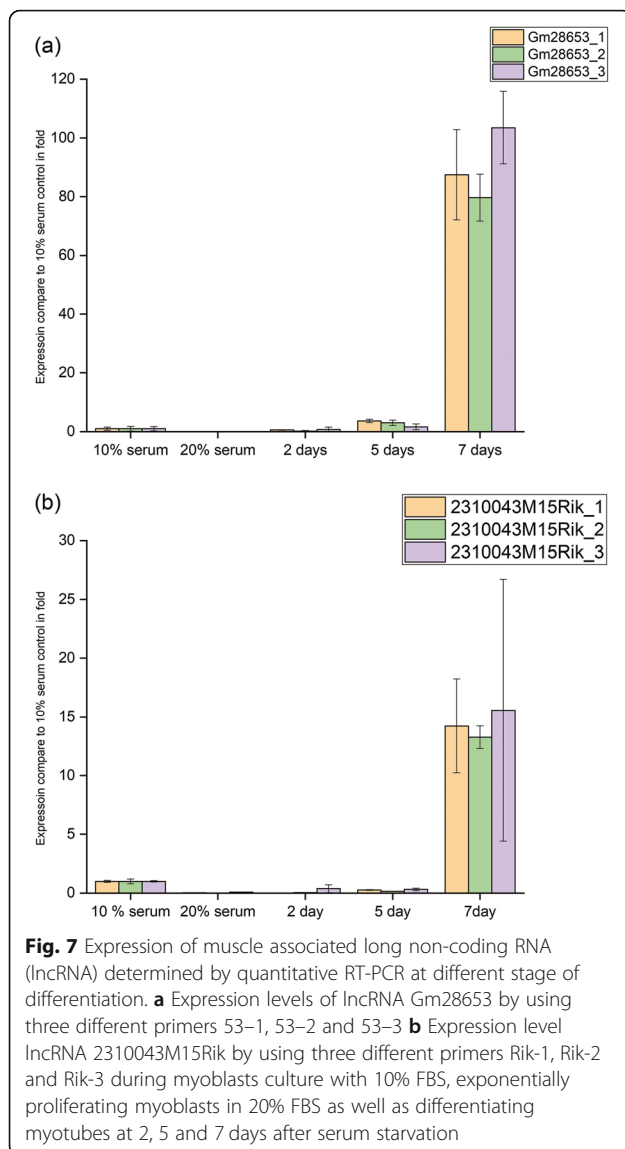 (a)
Gm28653_1
Gm28653_2
Gm28653_3
Expressoin compare to 10% serum control in fold
120
100
80
60
40
20
0
10% serum 20% serum 2 days 5 days 7 days
(b)
2310043M15Rik_1
2310043M15Rik_2
2310043M15Rik_3
Expressoin compare to 10% serum control in fold
30
25
20
15
10
5
0
10 % serum 20% serum 2 day 5 day 7day
Fig. 7 Expression of muscle associated long non-coding RNA
(lncRNA) determined by quantitative RT-PCR at different stage of
differentiation. a Expression levels of lncRNA Gm28653 by using
three different primers 53–1, 53–2 and 53–3 b Expression level
lncRNA 2310043M15Rik by using three different primers Rik-1, Rik-2
and Rik-3 during myoblasts culture with 10% FBS, exponentially
proliferating myoblasts in 20% FBS as well as differentiating
myotubes at 2, 5 and 7 days after serum starvation